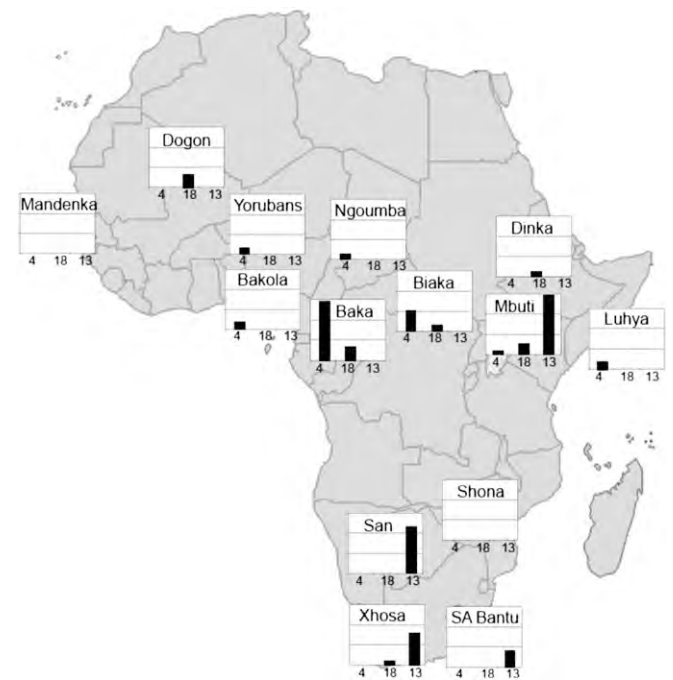 Dogon
4 18 13
Mandenka
4 18 13
Yorubans
4 18 13
Ngoumba
4 18 13
Dinka
4 18 13
Bakola
4 18 13
Baka
4 18 13
Biaka
4 18 13
Mbuti
4 18 13
Luhya
4 18 13
Shona
4 18 13
San
4 18 13
Xhosa
4 18 13
SA Bantu
4 18 13